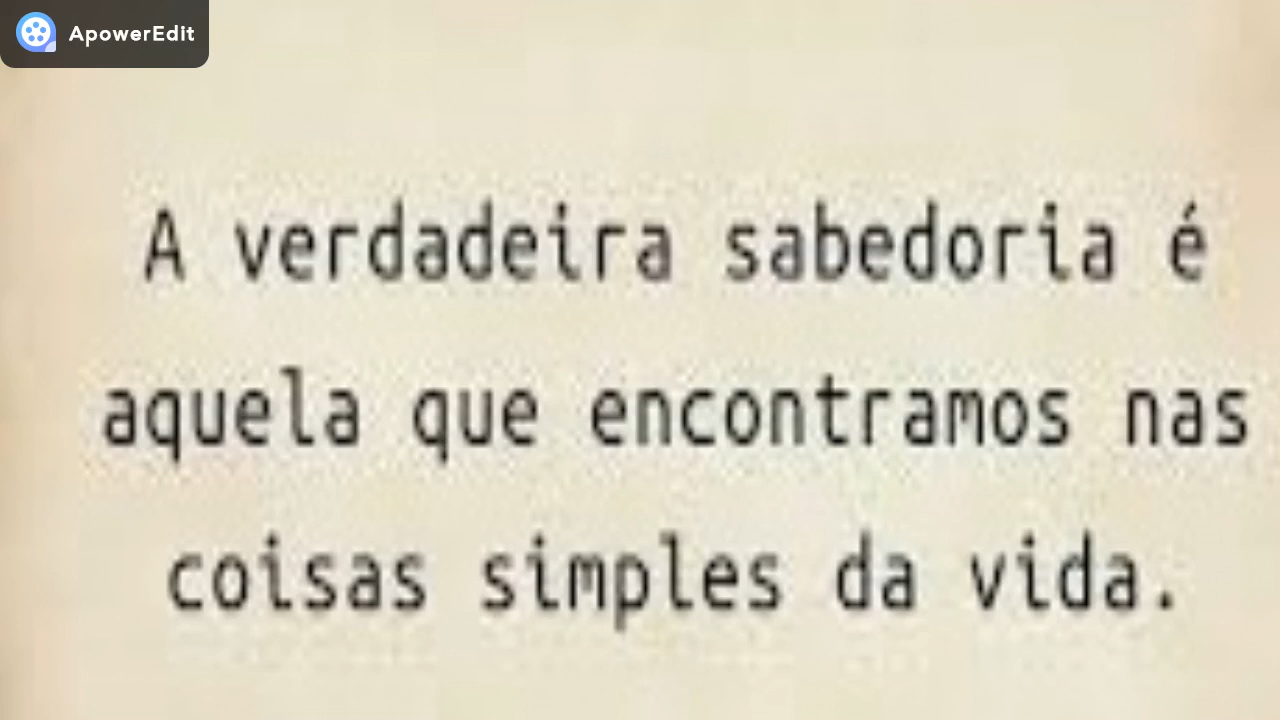 ApowerEdit
A verdadeira sabedoria é
aquela que encontramos nas
coisas simples da vida.